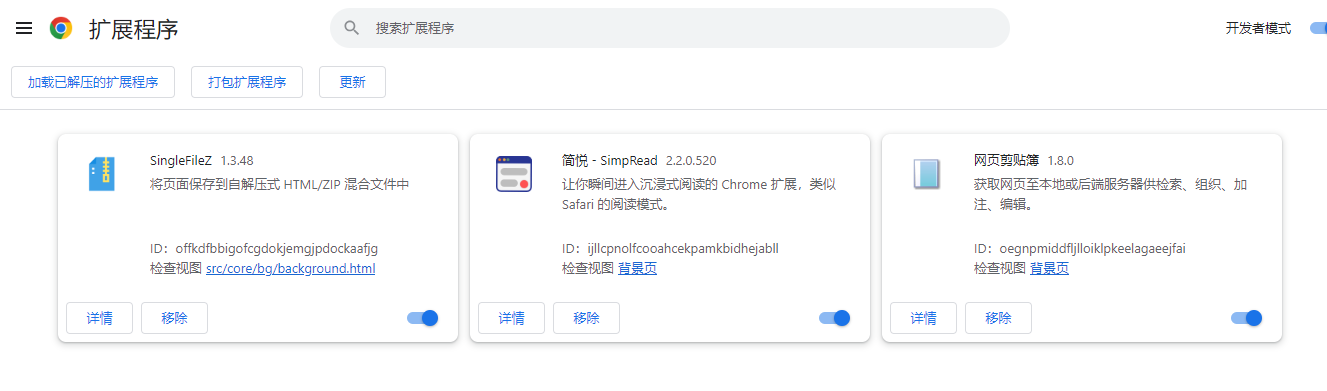 扩展程序
搜索扩展程序
开发者模式
加载已解压的扩展程序
打包扩展程序
更新
SingleFileZ 1.3.48
将页面保存到自解压式 HTML/ZIP 混合文件中
ID：offkdfbbigofcgdokjemgjpdockaafjg
检查视图 src/core/bg/background.html
详情
移除
简悦 - SimpRead 2.2.0.520
让你瞬间进入沉浸式阅读的 Chrome 扩展，类似
Safari 的阅读模式。
ID：ijllcpnolfcooahcekpamkbidhejabll
检查视图 背景页
详情
移除
网页剪贴簿 1.8.0
获取网页至本地或后端服务器供检索、组织、加
注、编辑。
ID：oegnpmiddfljlloiklpkeelagaeejfai
检查视图 背景页
详情
移除